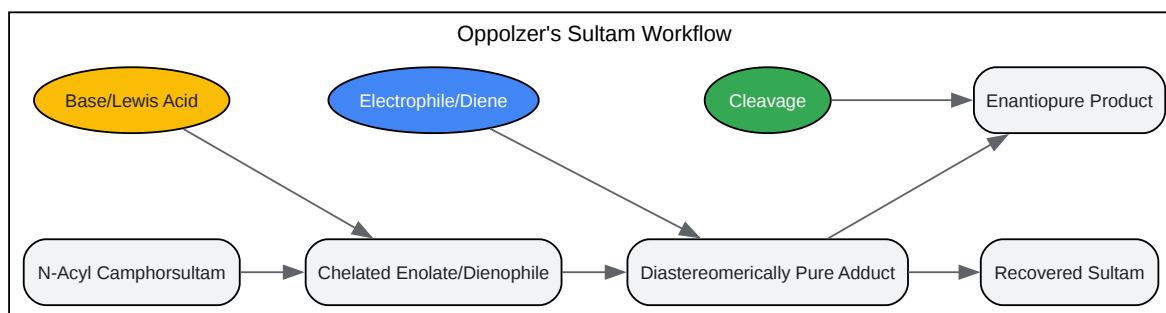 Oppolzer's Sultam Workflow
Base/Lewis Acid
Electrophile/Diene
Cleavage
Enantiopure Product
N-Acyl Camphorsultam
Chelated Enolate/Dienophile
Diastereomerically Pure Adduct
Recovered Sultam